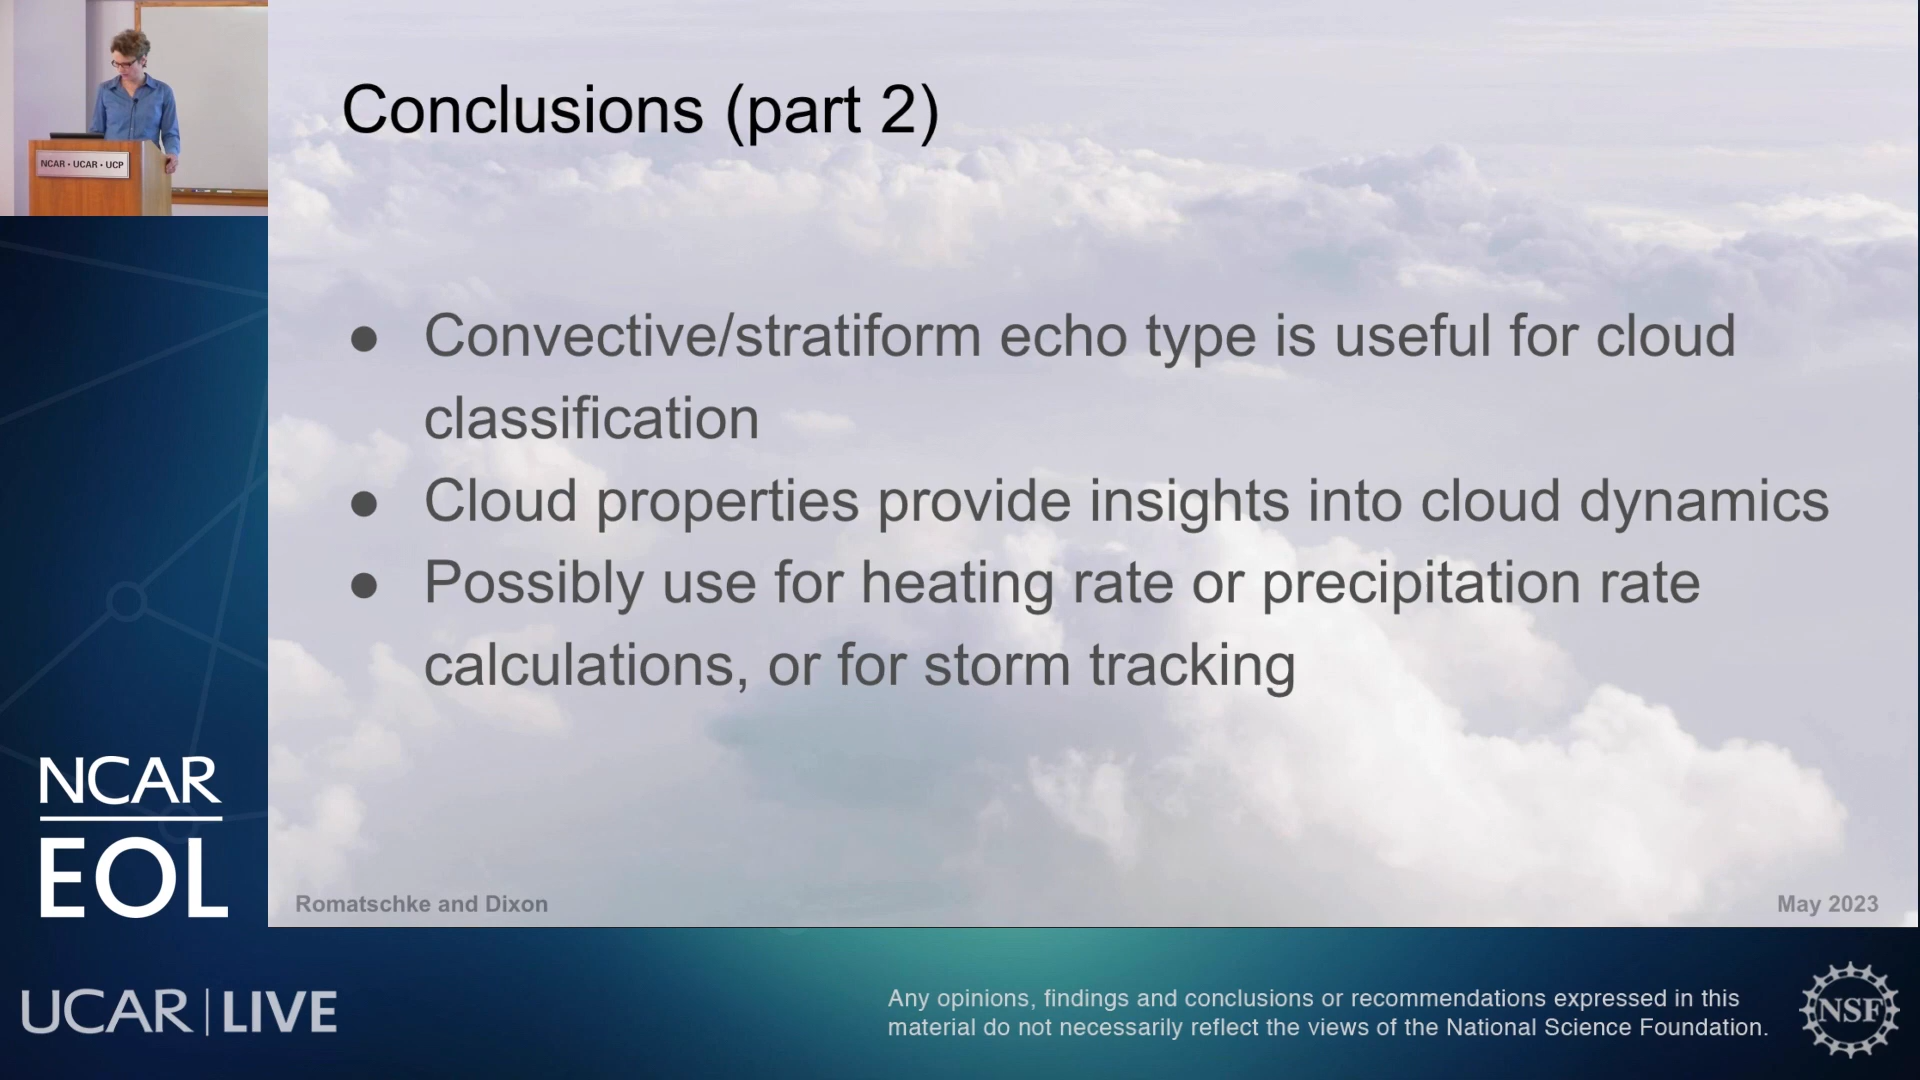 NCAR • UCAR • UCP
Conclusions (part 2)
● Convective/stratiform echo type is useful for cloud
classification
● Cloud properties provide insights into cloud dynamics
● Possibly use for heating rate or precipitation rate
calculations, or for storm tracking
Romatschke and Dixon
May 2023
NCAR
EOL
UCAR | LIVE
Any opinions, findings and conclusions or recommendations expressed in this
material do not necessarily reflect the views of the National Science Foundation.
NSF